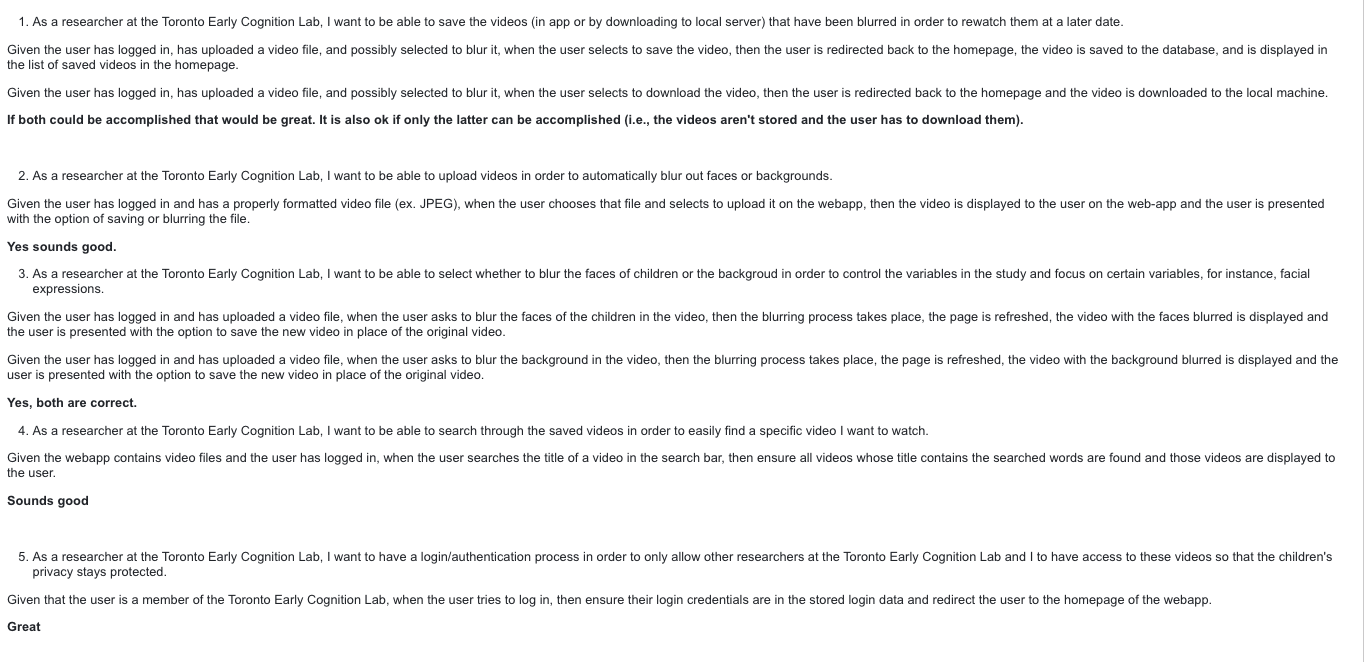 1. As a researcher at the Toronto Early Cognition Lab, I want to be able to save the videos (in app or by downloading to local server) that have been blurred in order to rewatch them at a later date.
Given the user has logged in, has uploaded a video file, and possibly selected to blur it, when the user selects to save the video, then the user is redirected back to the homepage, the video is saved to the database, and is displayed in
the list of saved videos in the homepage.
Given the user has logged in, has uploaded a video file, and possibly selected to blur it, when the user selects to download the video, then the user is redirected back to the homepage and the video is downloaded to the local machine.
If both could be accomplished that would be great. It is also ok if only the latter can be accomplished (i.e., the videos aren't stored and the user has to download them).
2. As a researcher at the Toronto Early Cognition Lab, I want to be able to upload videos in order to automatically blur out faces or backgrounds.
Given the user has logged in and has a properly formatted video file (ex. JPEG), when the user chooses that file and selects to upload it on the webapp, then the video is displayed to the user on the web-app and the user is presented
with the option of saving or blurring the file.
Yes sounds good.
3. As a researcher at the Toronto Early Cognition Lab, I want to be able to select whether to blur the faces of children or the backgroud in order to control the variables in the study and focus on certain variables, for instance, facial
expressions.
Given the user has logged in and has uploaded a video file, when the user asks to blur the faces of the children in the video, then the blurring process takes place, the page is refreshed, the video with the faces blurred is displayed and
the user is presented with the option to save the new video in place of the original video.
Given the user has logged in and has uploaded a video file, when the user asks to blur the background in the video, then the blurring process takes place, the page is refreshed, the video with the background blurred is displayed and the
user is presented with the option to save the new video in place of the original video.
Yes, both are correct.
4. As a researcher at the Toronto Early Cognition Lab, I want to be able to search through the saved videos in order to easily find a specific video I want to watch.
Given the webapp contains video files and the user has logged in, when the user searches the title of a video in the search bar, then ensure all videos whose title contains the searched words are found and those videos are displayed to
the user.
Sounds good
5. As a researcher at the Toronto Early Cognition Lab, I want to have a login/authentication process in order to only allow other researchers at the Toronto Early Cognition Lab and I to have access to these videos so that the children's
privacy stays protected.
Given that the user is a member of the Toronto Early Cognition Lab, when the user tries to log in, then ensure their login credentials are in the stored login data and redirect the user to the homepage of the webapp.
Great